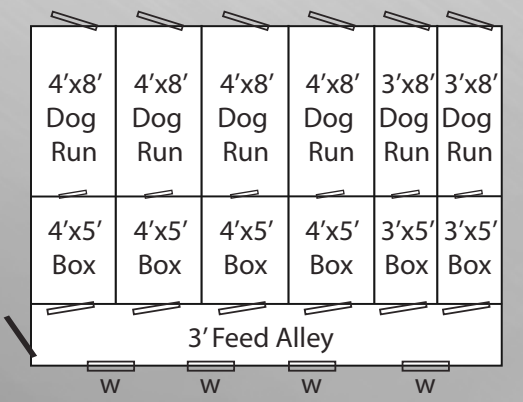 4'x8' Dog Run
4'x8' Dog Run
4'x8' Dog Run
4'x8' Dog Run
3'x8' Dog Run
3'x8' Dog Run
4'x5' Box
4'x5' Box
4'x5' Box
4'x5' Box
3'x5' Box
3'x5' Box
3' Feed Alley
W
W
W
W